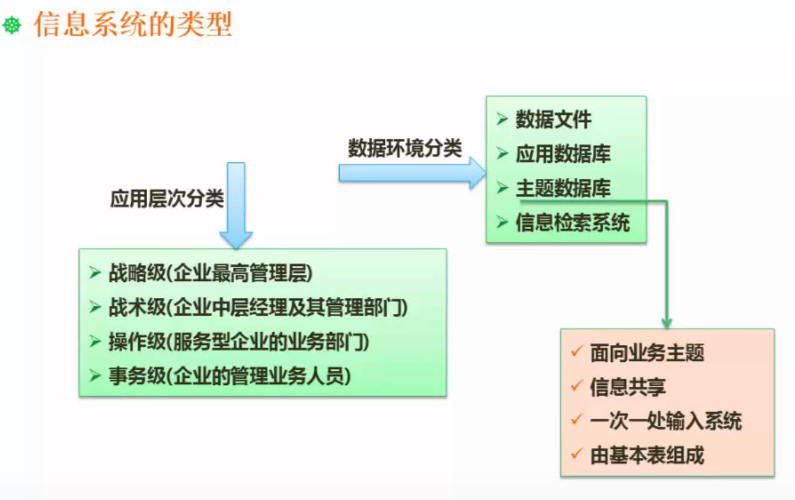 信息系统的类型
数据环境分类
数据文件
应用数据库
主题数据库
信息检索系统
应用层次分类
战略级(企业最高管理层)
战术级(企业中层经理及其管理部门)
操作级(服务型企业的业务部门)
事务级(企业的管理业务人员)
面向业务主题
信息共享
一次一处输入系统
由基本表组成